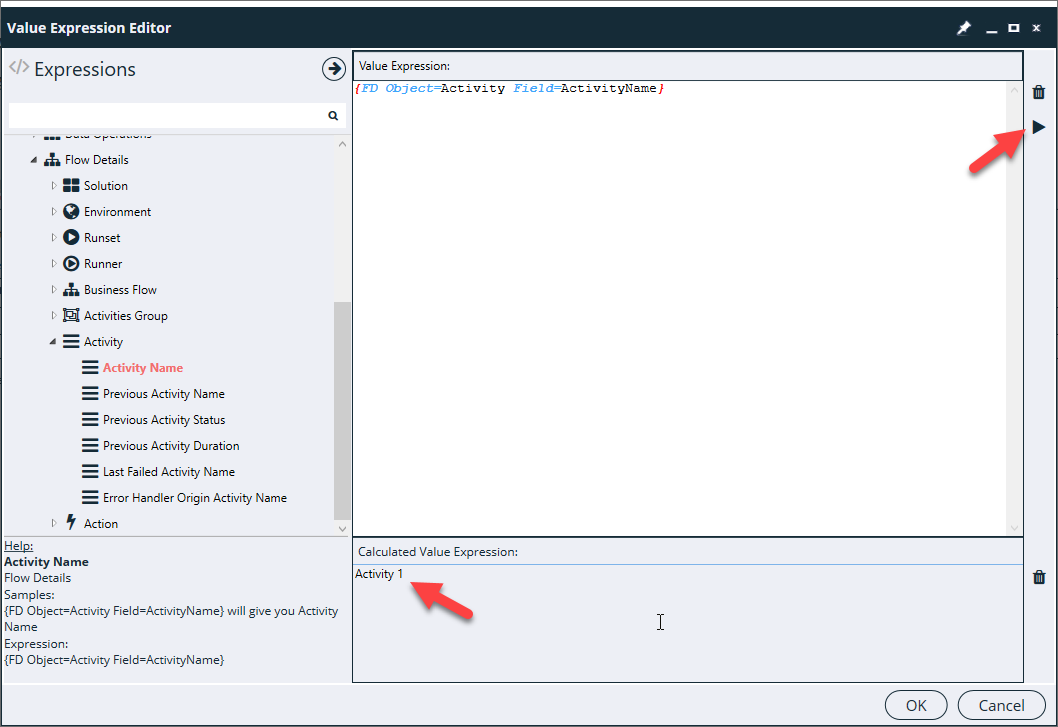 Value Expression Editor
</> Expressions
Data Operations
Flow Details
Solution
Environment
Runset
Runner
Business Flow
Activities Group
Activity
Activity Name
Previous Activity Name
Previous Activity Status
Previous Activity Duration
Last Failed Activity Name
Error Handler Origin Activity Name
Action
Help:
Activity Name
Flow Details
Samples:
{FD Object=Activity Field=ActivityName} will give you Activity
Name
Expression:
{FD Object=Activity Field=ActivityName}
Value Expression:
{FD Object=Activity Field=ActivityName}
Calculated Value Expression:
Activity 1
OK
Cancel